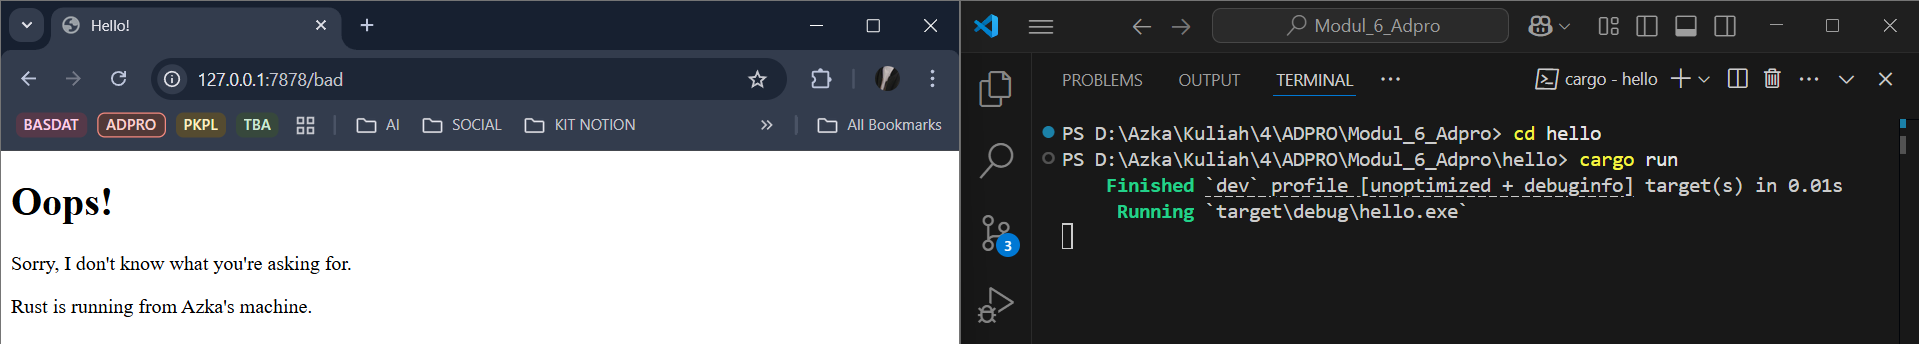 Hello!
127.0.0.1:7878/bad
BASDAT ADPRO PKPL TBA AI SOCIAL KIT NOTION » All Bookmarks
Oops!
Sorry, I don't know what you're asking for.
Rust is running from Azka's machine.
Modul_6_Adpro
PROBLEMS OUTPUT TERMINAL ··· cargo - hello
PS D:\Azka\Kuliah\4\ADPRO\Modul_6_Adpro> cd hello
PS D:\Azka\Kuliah\4\ADPRO\Modul_6_Adpro\hello> cargo run
Finished `dev` profile [unoptimized + debuginfo] target(s) in 0.01s
Running `target\debug\hello.exe`
3